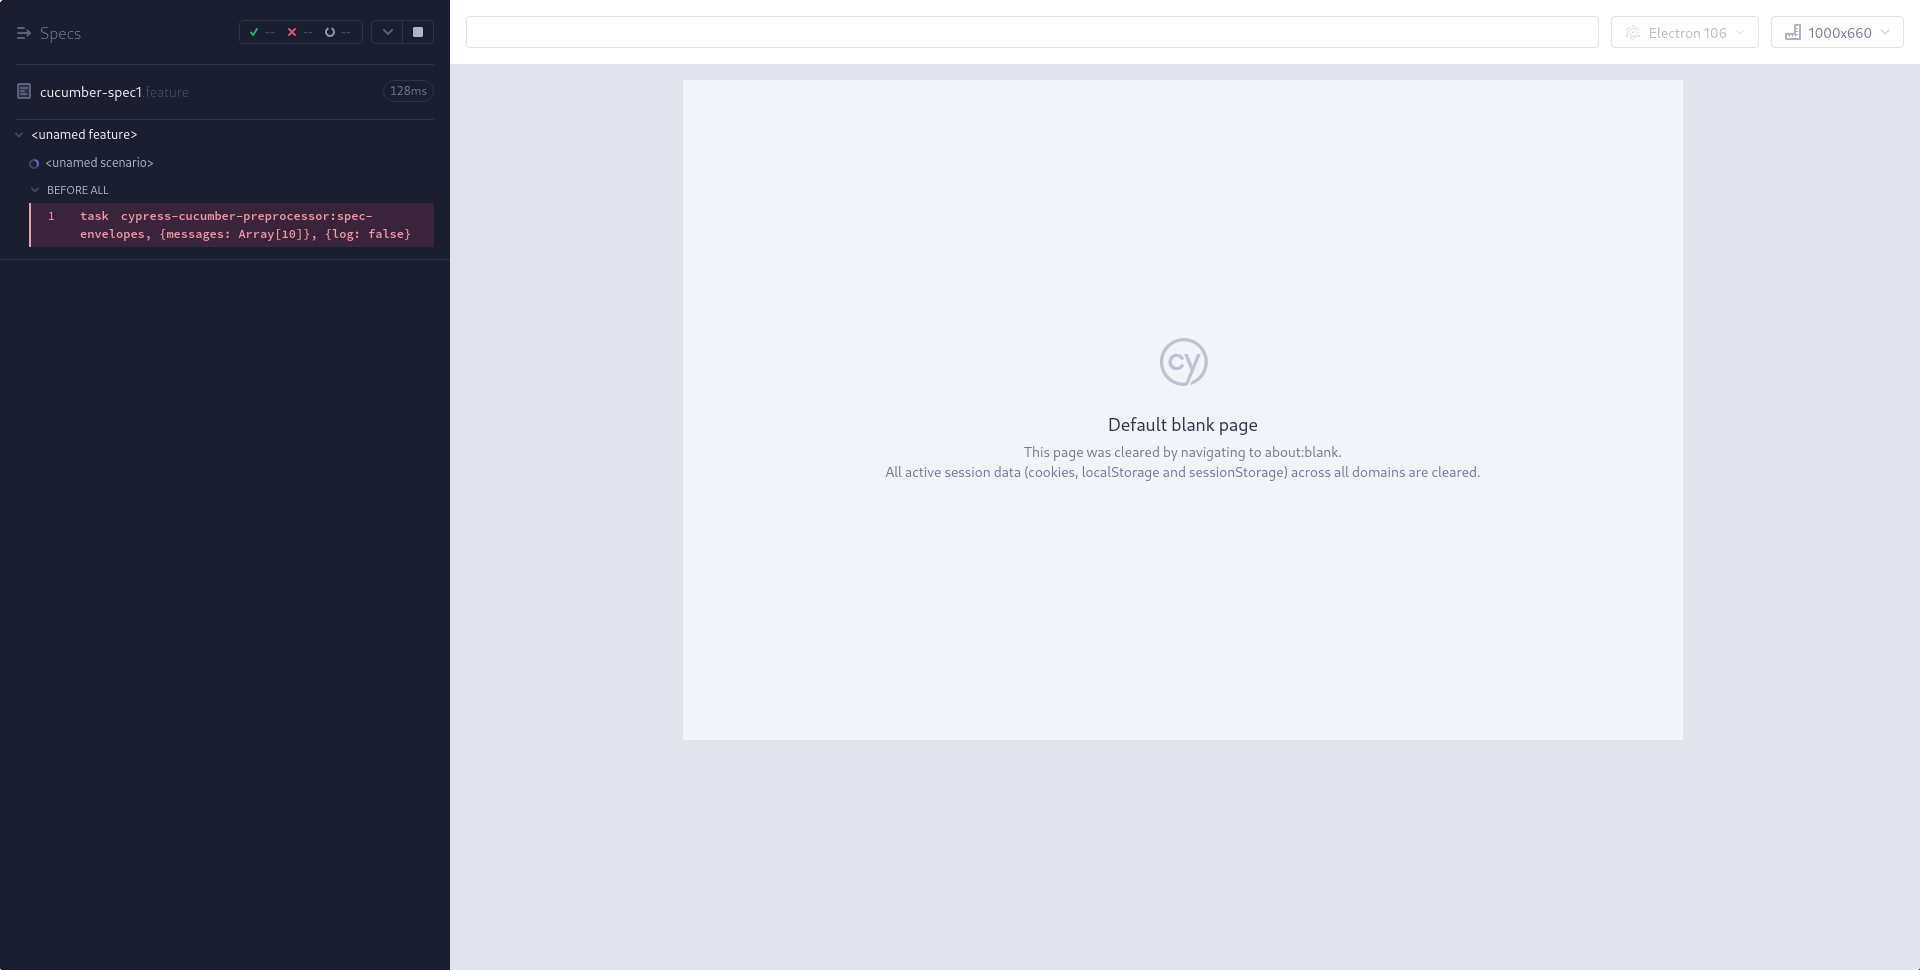 Specs
-- -- --
cucumber-spec1.feature
128ms
<unamed feature>
<unamed scenario>
BEFORE ALL
1 task cypress-cucumber-preprocessor:spec-
envelopes, {messages: Array[10]}, {log: false}
Electron 106
1000x660
cy
Default blank page
This page was cleared by navigating to about:blank.
All active session data (cookies, localStorage and sessionStorage) across all domains are cleared.